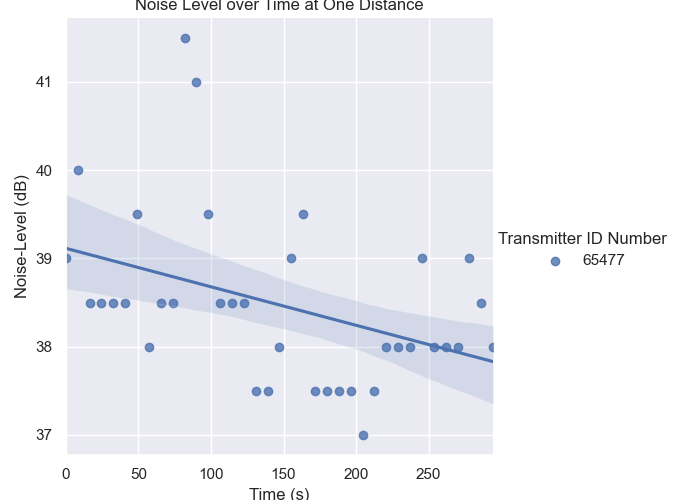 Noise Level over Time at One Distance
41
40
39
38
37
Noise-Level (dB)
0 50 100 150 200 250
Time (s)
Transmitter ID Number
65477